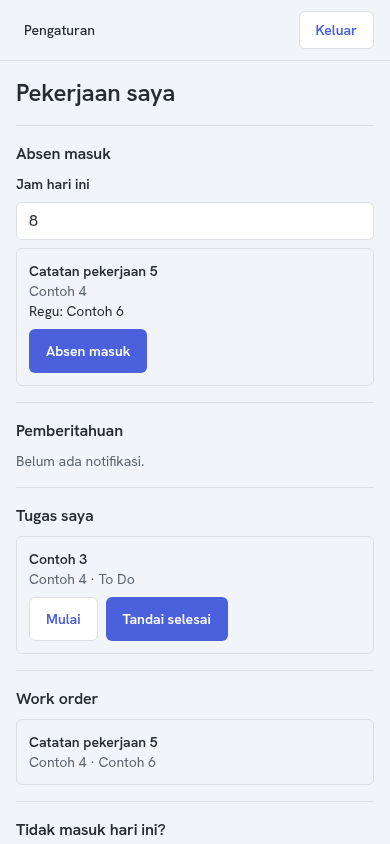 Pengaturan
Keluar
Pekerjaan saya
Absen masuk
Jam hari ini
8
Catatan pekerjaan 5
Contoh 4
Regu: Contoh 6
Absen masuk
Pemberitahuan
Belum ada notifikasi.
Tugas saya
Contoh 3
Contoh 4 · To Do
Mulai
Tandai selesai
Work order
Catatan pekerjaan 5
Contoh 4 · Contoh 6
Tidak masuk hari ini?